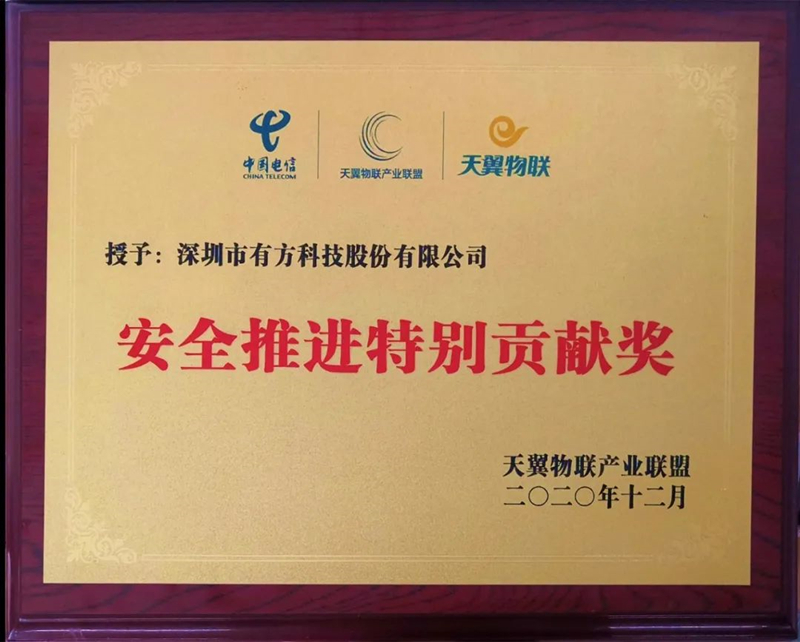 中国电信
CHINA TELECOM
天翼物联产业联盟
天翼物联
授予：深圳市有方科技股份有限公司
安全推进特别贡献奖
天翼物联产业联盟
二〇二〇年十二月